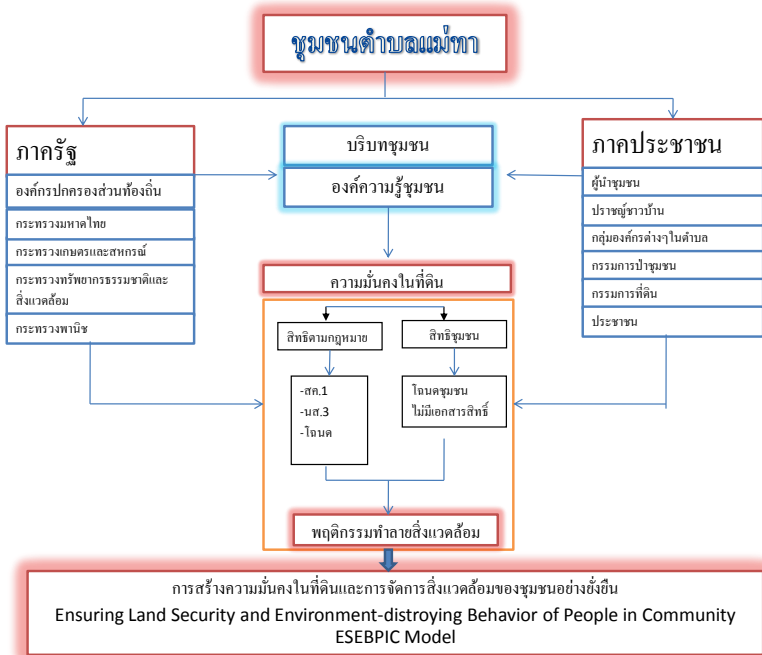 ชุมชนตำบลแม่ทา
ภาครัฐ
องค์กรปกครองส่วนท้องถิ่น
กระทรวงมหาดไทย
กระทรวงเกษตรและสหกรณ์
กระทรวงทรัพยากรธรรมชาติและ
สิ่งแวดล้อม
กระทรวงพานิช
บริบทชุมชน
องค์ความรู้ชุมชน
ภาคประชาชน
ผู้นำชุมชน
ปราชญ์ชาวบ้าน
กลุ่มองค์กรต่างๆในตำบล
กรรมการป่าชุมชน
กรรมการที่ดิน
ประชาชน
ความมั่นคงในที่ดิน
สิทธิตามกฎหมาย
สิทธิชุมชน
-สค.1
-นส.3
-โฉนด
โฉนดชุมชน
ไม่มีเอกสารสิทธิ์
พฤติกรรมทำลายสิ่งแวดล้อม
การสร้างความมั่นคงในที่ดินและการจัดการสิ่งแวดล้อมของชุมชนอย่างยั่งยืน
Ensuring Land Security and Environment-distroying Behavior of People in Community
ESEBPIC Model